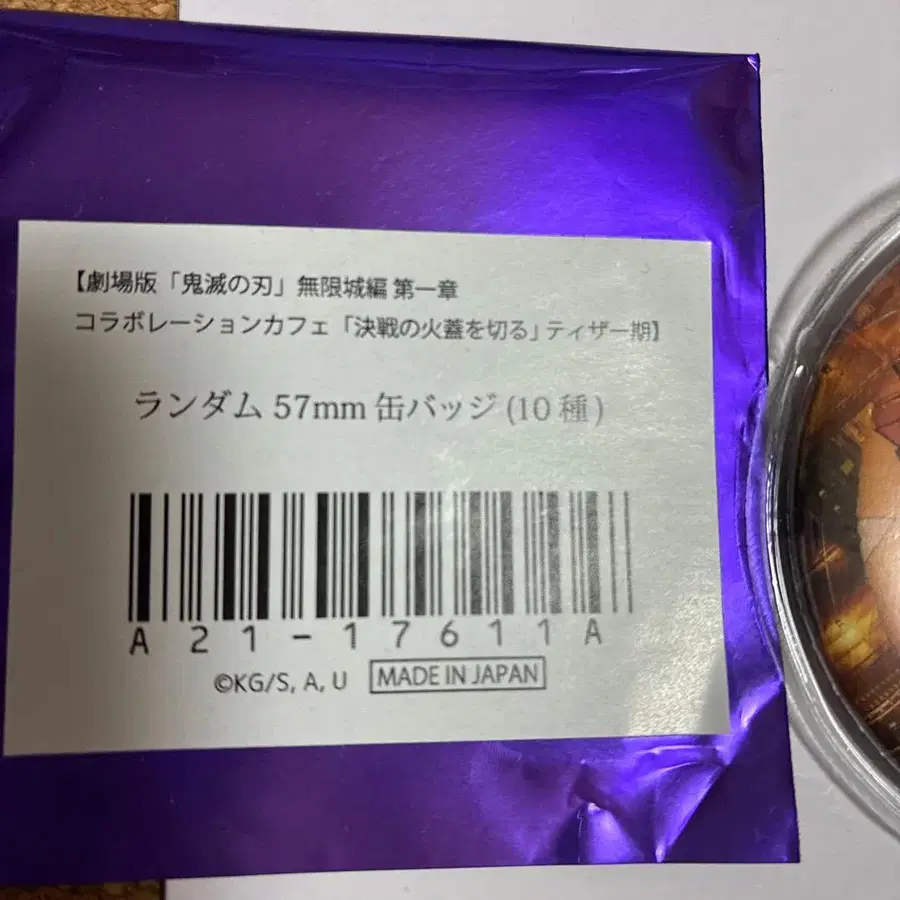 【劇場版「鬼滅の刃」無限城編 第一章
コラボレーションカフェ「決戦の火蓋を切る」ティザー期】
ランダム 57mm 缶バッジ (10 種)
A21-17611A
©KG/S, A, U MADE IN JAPAN